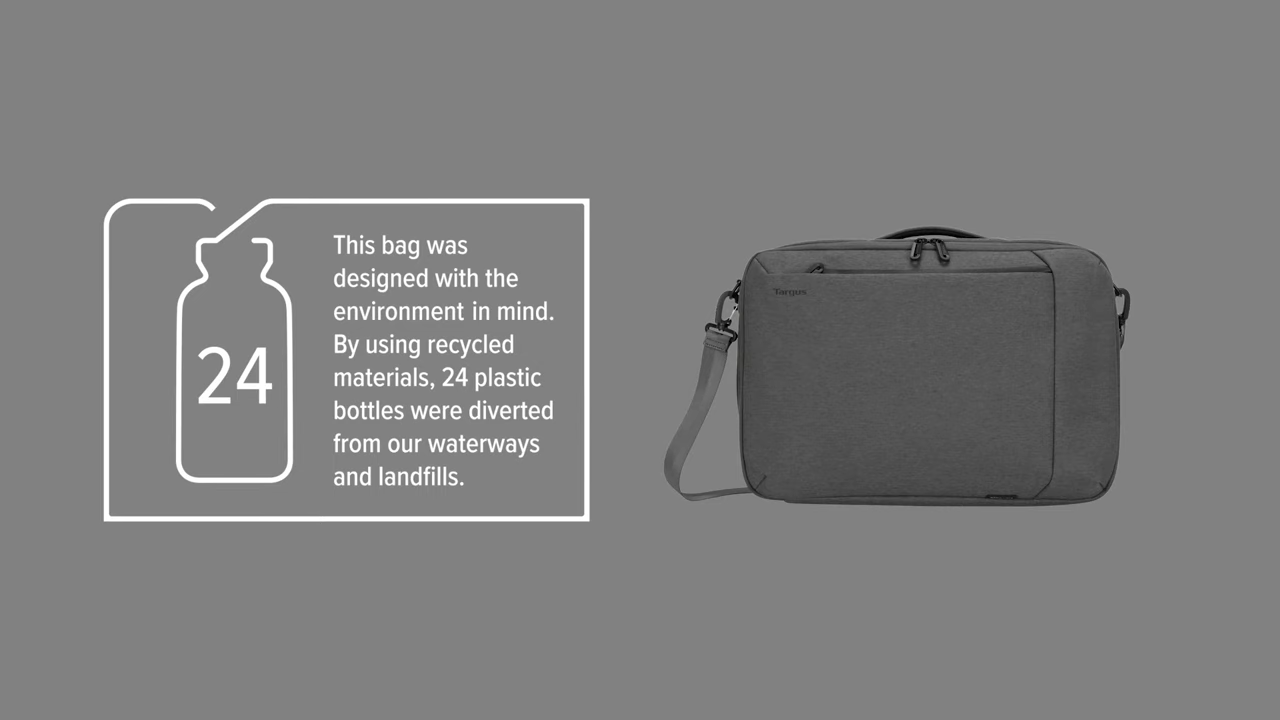 24
This bag was
designed with the
environment in mind.
By using recycled
materials, 24 plastic
bottles were diverted
from our waterways
and landfills.
Targus